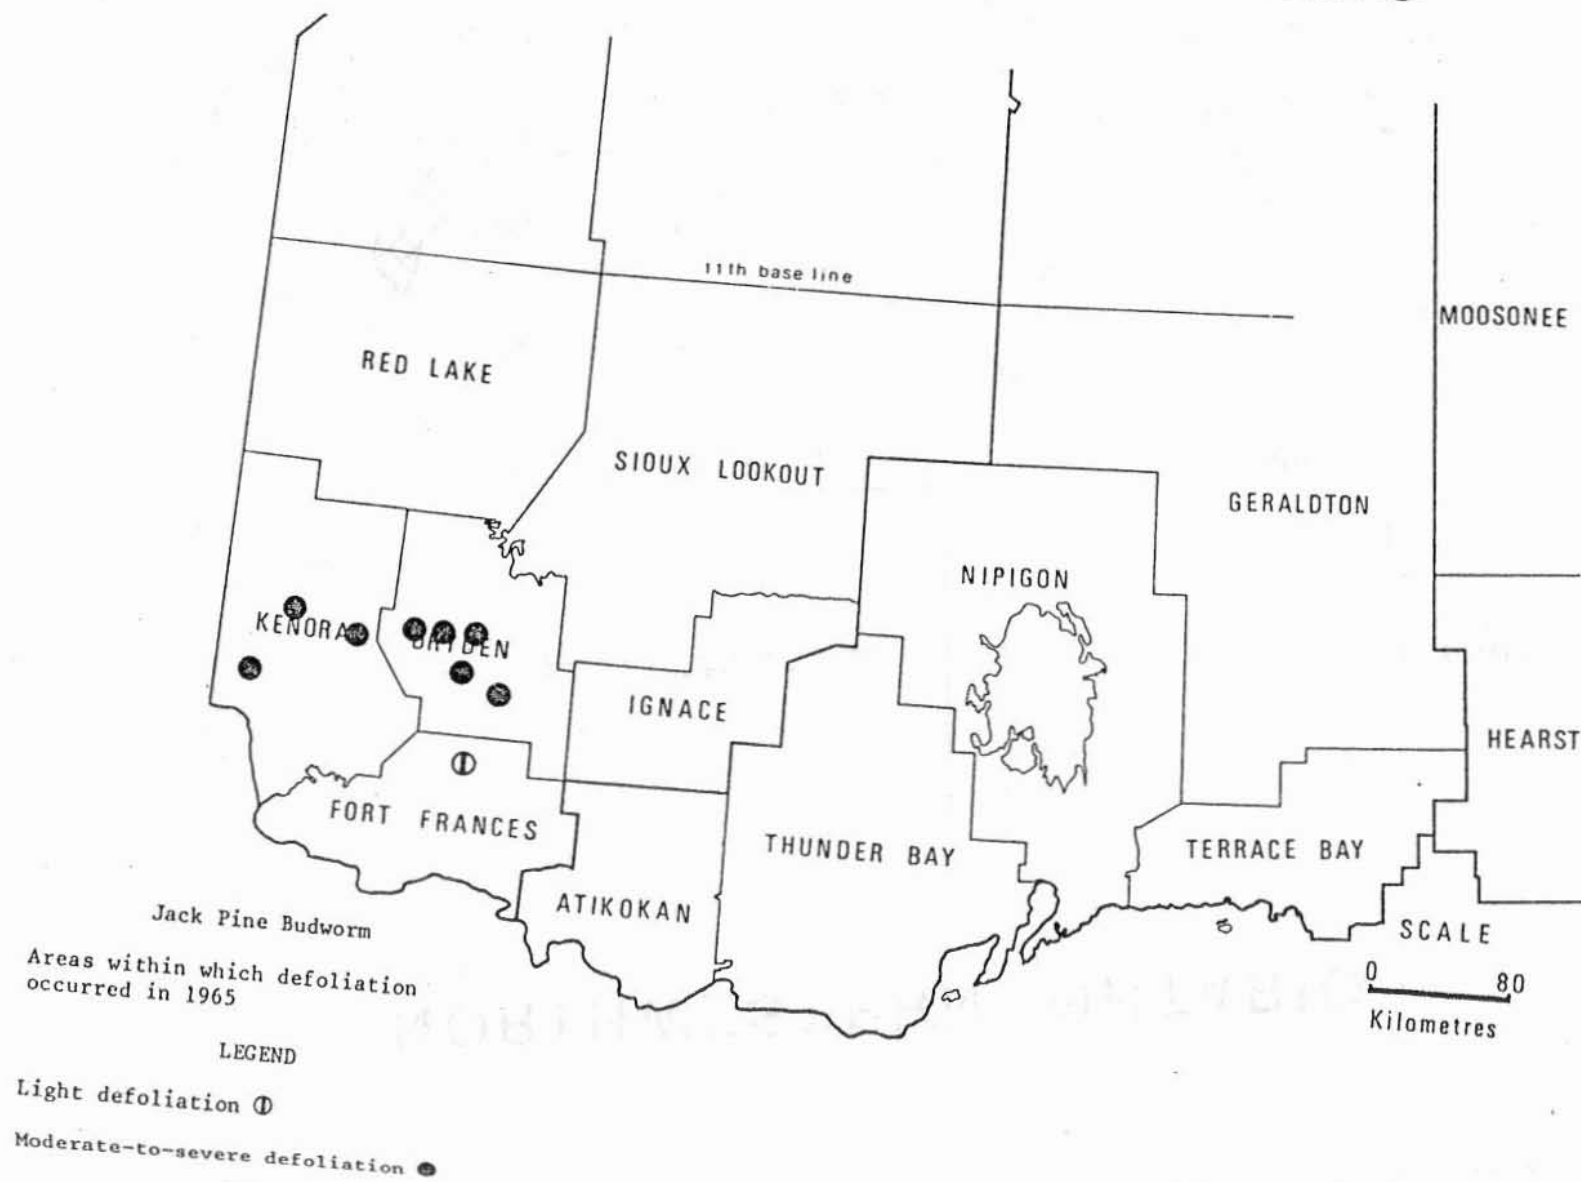 11th base line
MOOSONEE
RED LAKE
SIOUX LOOKOUT
GERALDTON
NIPIGON
KENORA
DRYDEN
IGNACE
HEARST
FORT FRANCES
THUNDER BAY
TERRACE BAY
ATIKOKAN
SCALE
0 80
Kilometres
Jack Pine Budworm
Areas within which defoliation
occurred in 1965
LEGEND
Light defoliation
Moderate-to-severe defoliation